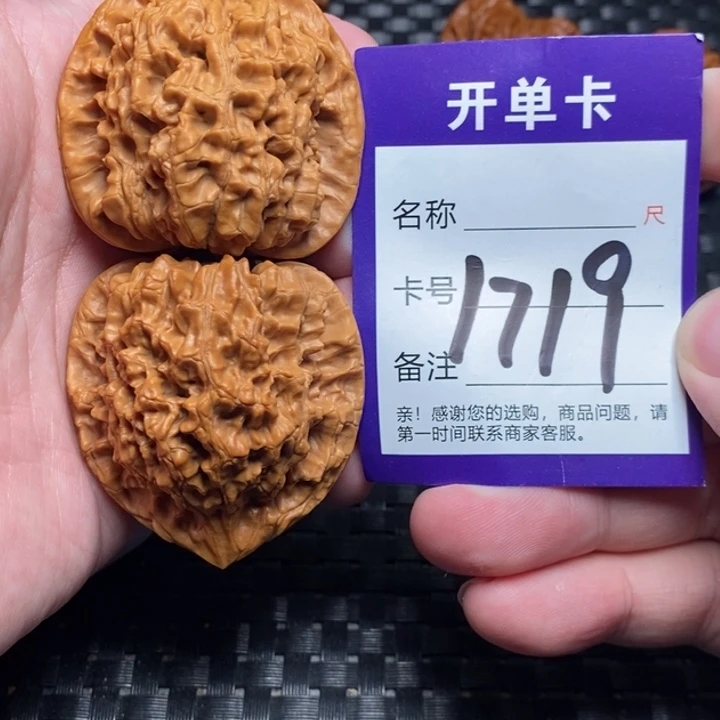 开单卡
名称 尺
卡号 1719
备注
亲！感谢您的选购，商品问题，请
第一时间联系商家客服。